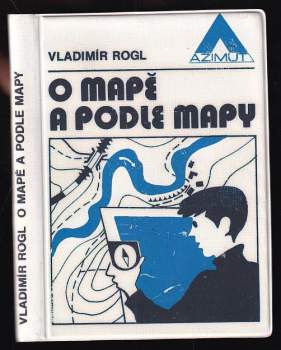 VLADIMÍR ROGL
AZIMUT
O MAPĚ
A PODLE MAPY
VLADIMÍR ROGL O MAPĚ A PODLE MAPY